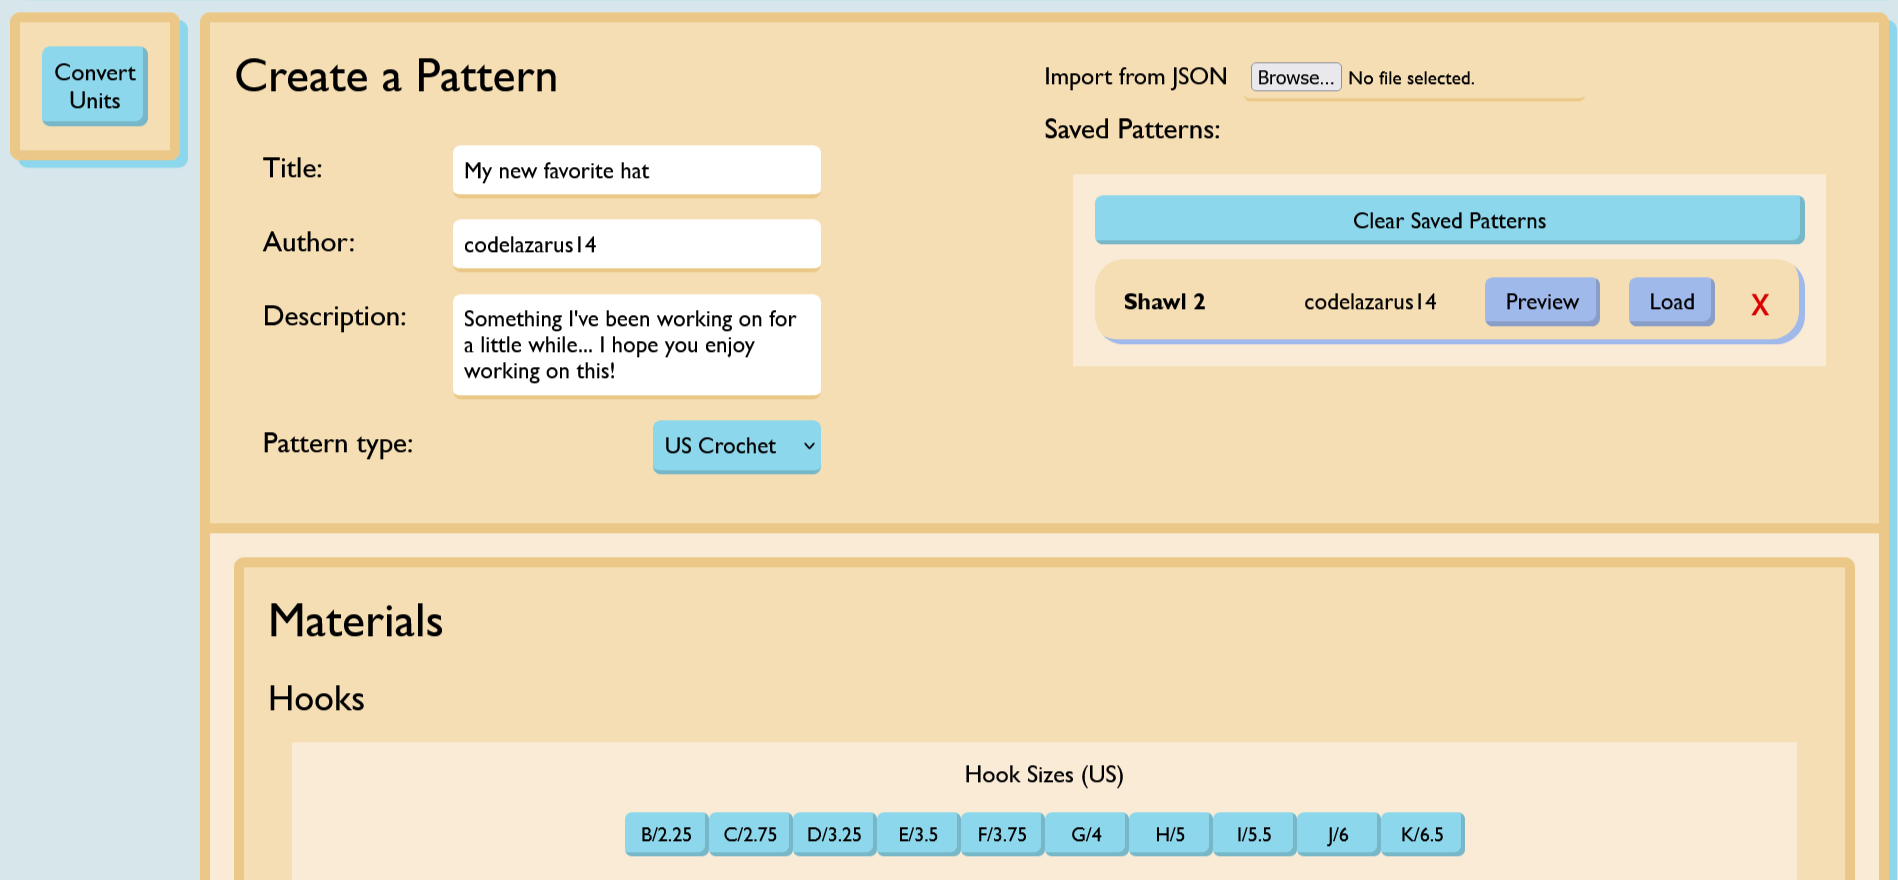 Convert
Units
Create a Pattern
Title:
My new favorite hat
Author:
codelazarus14
Description:
Something I've been working on for
a little while... I hope you enjoy
working on this!
Pattern type:
US Crochet
Import from JSON
Browse...
No file selected.
Saved Patterns:
Clear Saved Patterns
Shawl 2
codelazarus14
Preview
Load
X
Materials
Hooks
Hook Sizes (US)
B/2.25
C/2.75
D/3.25
E/3.5
F/3.75
G/4
H/5
I/5.5
J/6
K/6.5